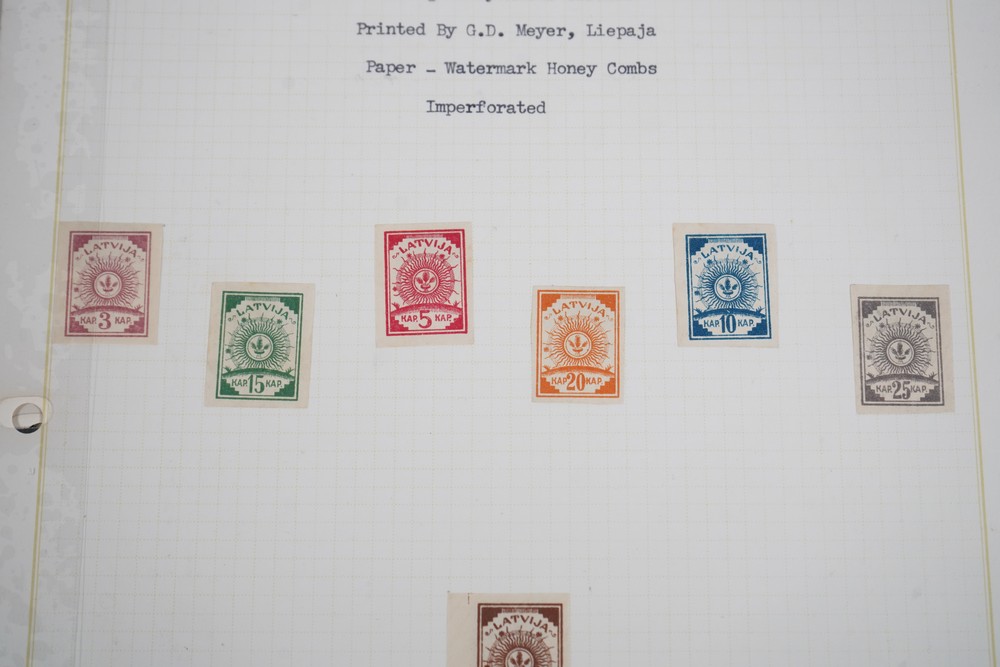 Printed By G.D. Meyer, Liepaja
Paper - Watermark Honey Combs
Imperforated
LATVIJA
KAP. 3 KAP.
LATVIJA
KAP. 5 KAP.
LATVIJA
KAP. 10 KAP.
LATVIJA
KAP. 15 KAP.
LATVIJA
KAP. 20 KAP.
LATVIJA
KAP. 25 KAP.
LATVIJA